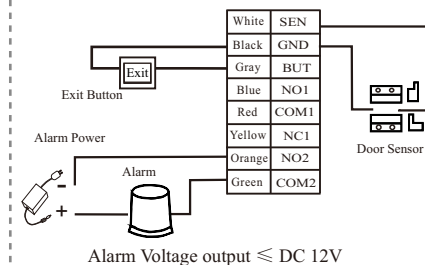 White SEN
Black GND
Gray BUT
Blue NO1
Red COM1
Yellow NC1
Orange NO2
Green COM2
Exit
Exit Button
Door Sensor
Alarm Power
Alarm
-
+
Alarm Voltage output ≤ DC 12V